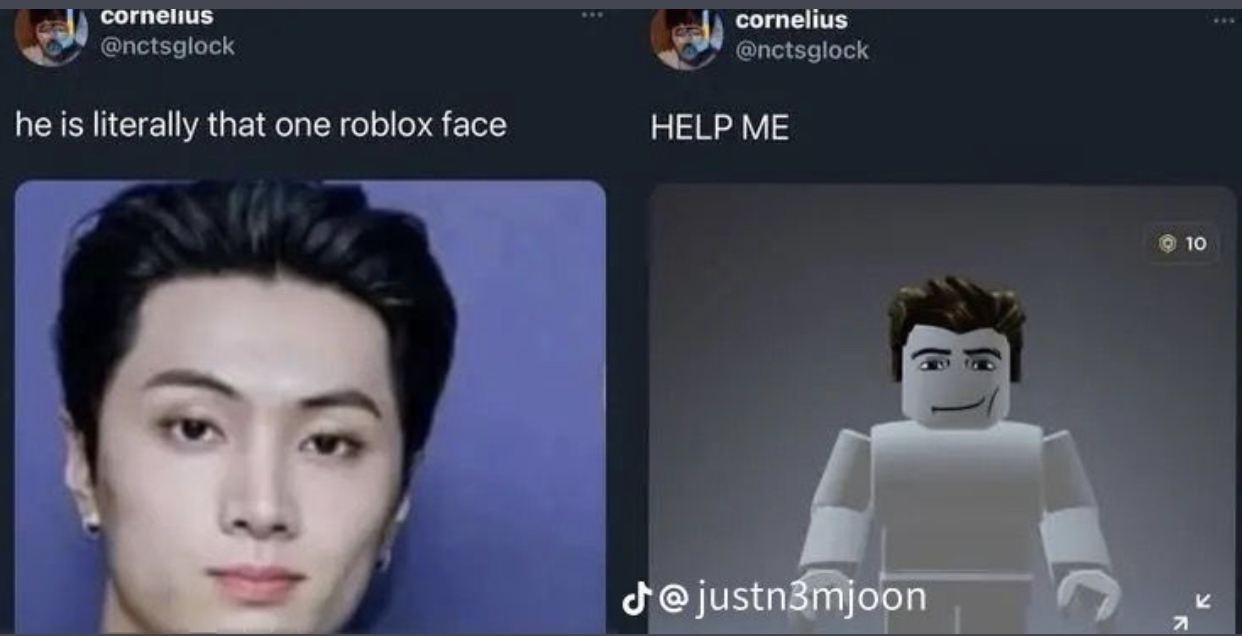 cornelius
@nctsglock
he is literally that one roblox face
cornelius
@nctsglock
HELP ME
10
@justn3mjoon